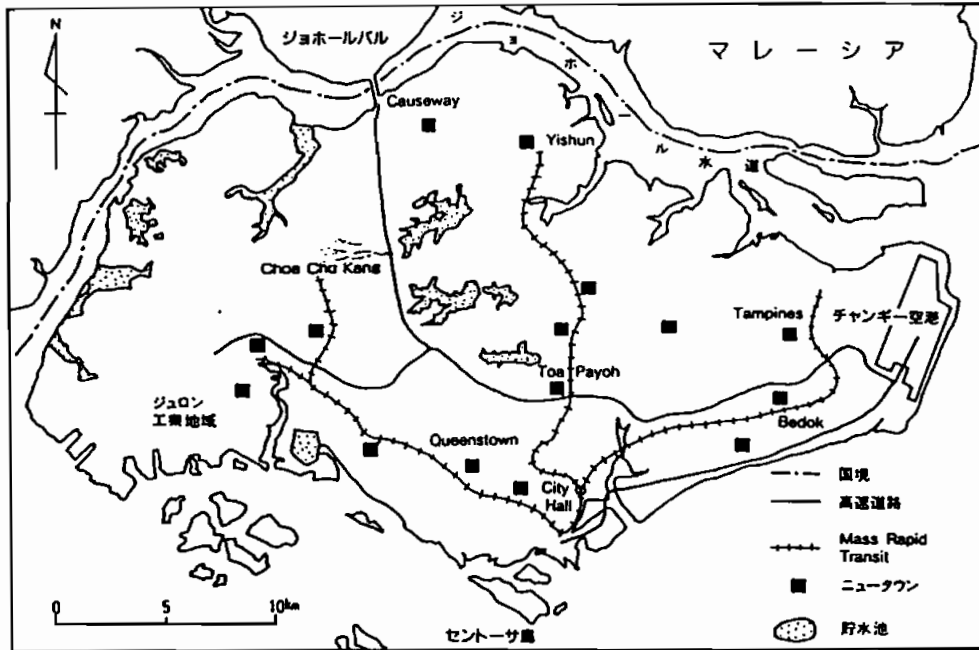 N
ジョホールバル
ジョホール水道
マレーシア
Causeway
Yishun
Choa Chu Kang
Tampines
チャンギー空港
Toa Payoh
ジュロン
工業地域
Queenstown
Bedok
City
Hall
国境
高速道路
Mass Rapid
Transit
ニュータウン
貯水池
0 5 10km
セントーサ島